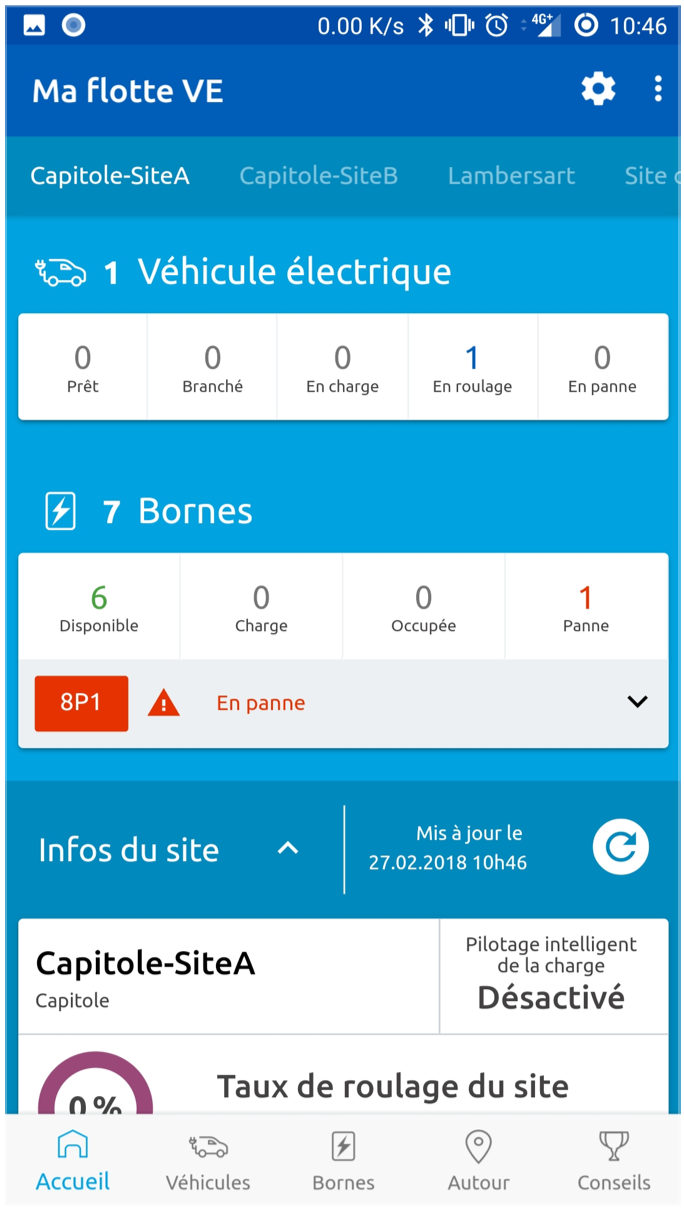 0.00 K/s 4G+ 10:46
Ma flotte VE
Capitole-SiteA Capitole-SiteB Lambersart Site
1 Véhicule électrique
0 0 0 1 0
Prêt Branché En charge En roulage En panne
7 Bornes
6 0 0 1
Disponible Charge Occupée Panne
8P1 En panne
Infos du site
Mis à jour le
27.02.2018 10h46
Capitole-SiteA
Capitole
Pilotage intelligent
de la charge
Désactivé
0 %
Taux de roulage du site
Accueil Véhicules Bornes Autour Conseils